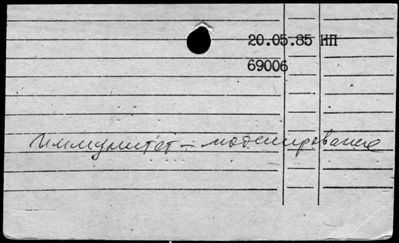 20.05.85 НП
69006
иммунитет – моделирование